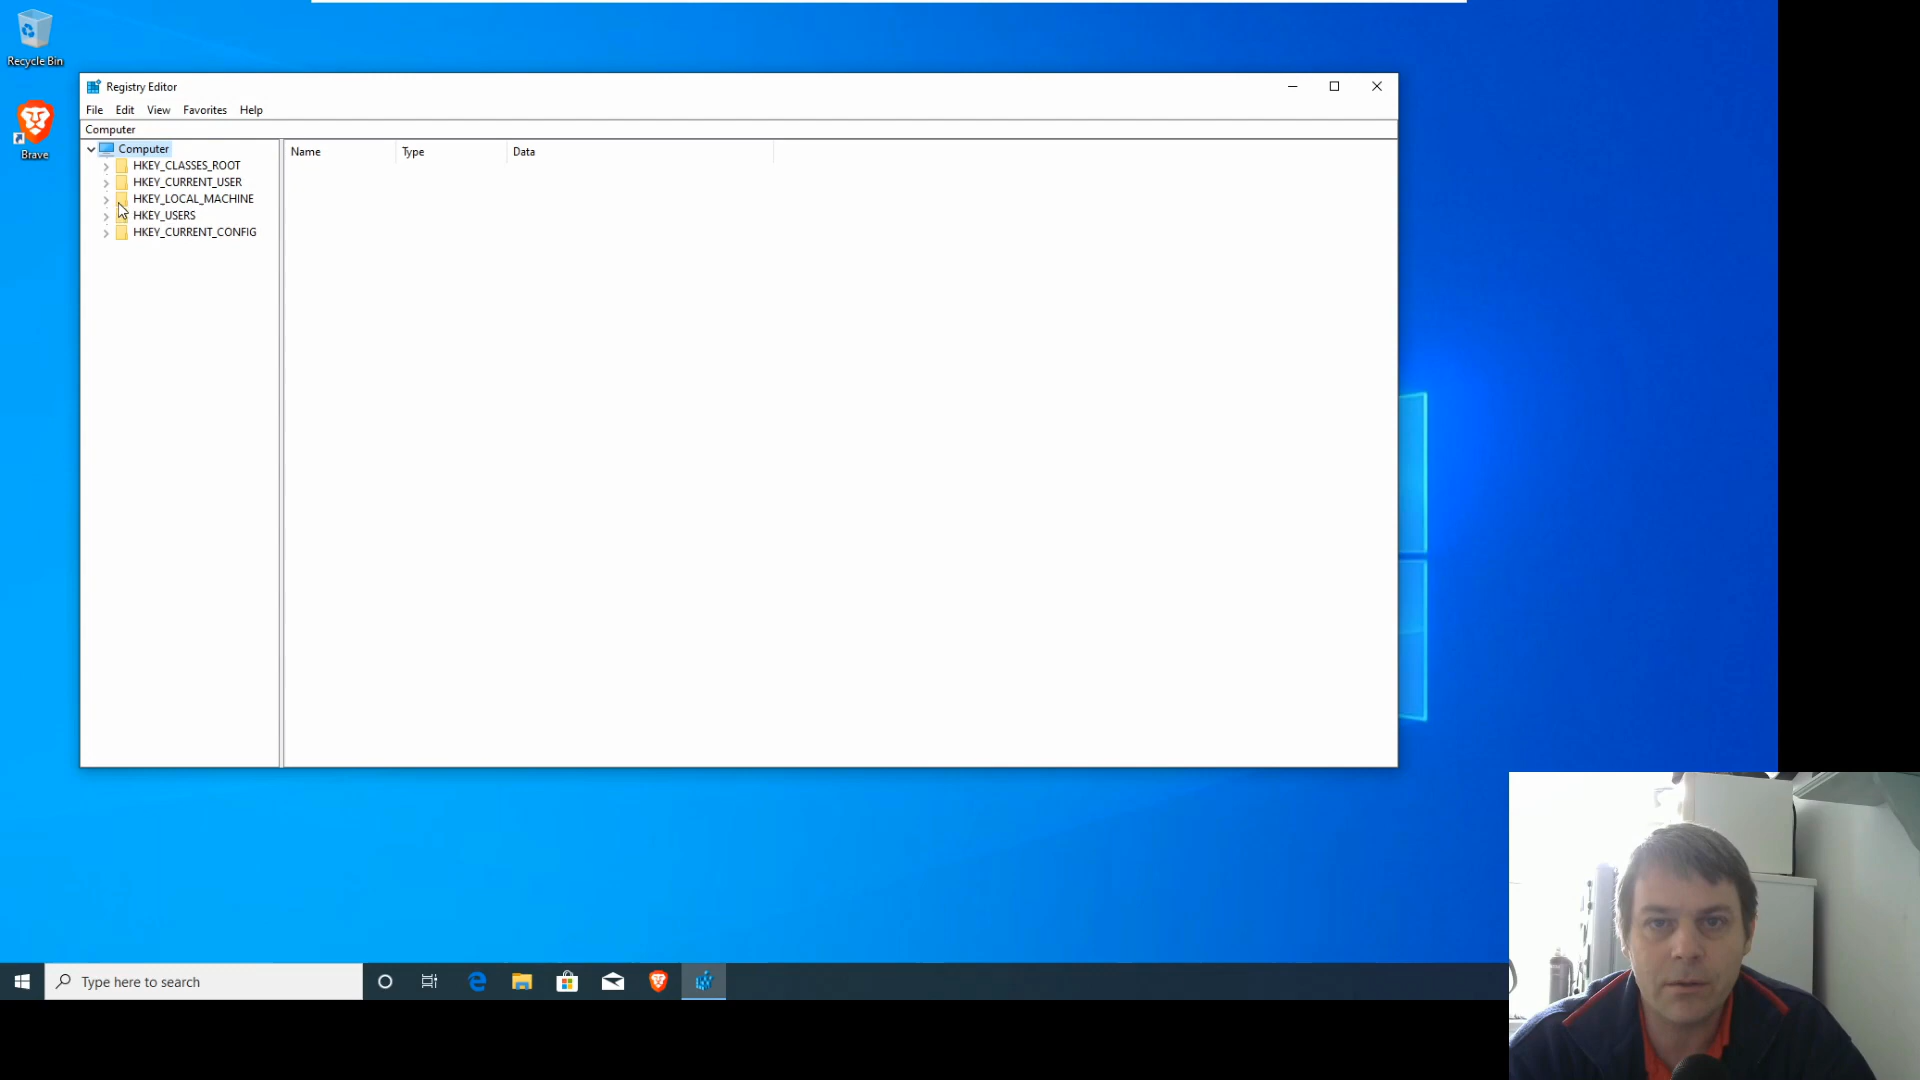 Recycle Bin
Brave
Registry Editor
File Edit View Favorites Help
Computer
Computer
HKEY_CLASSES_ROOT
HKEY_CURRENT_USER
HKEY_LOCAL_MACHINE
HKEY_USERS
HKEY_CURRENT_CONFIG
Name Type Data
Type here to search